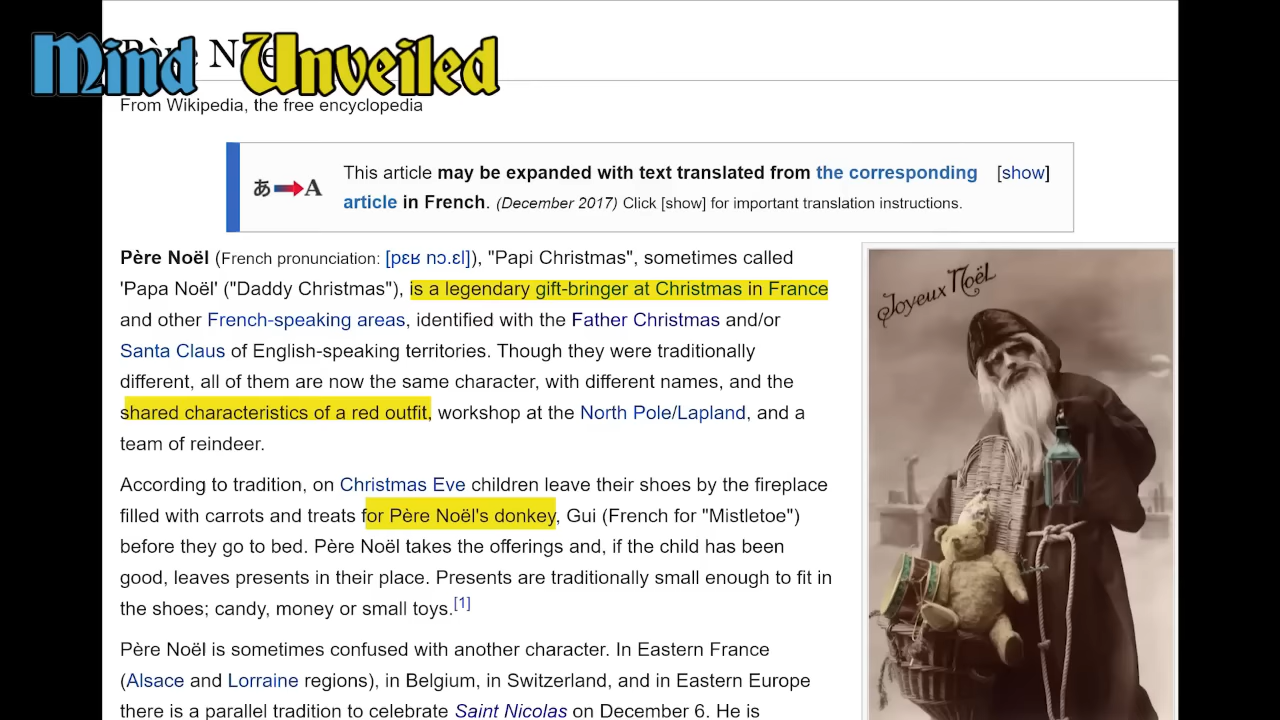 Mind Unveiled
Père Noë
From Wikipedia, the free encyclopedia
あ A
This article may be expanded with text translated from the corresponding [show]
article in French. (December 2017) Click [show] for important translation instructions.
Père Noël (French pronunciation: [pɛʁ nɔ.ɛl]), "Papi Christmas", sometimes called
'Papa Noël' ("Daddy Christmas"), is a legendary gift-bringer at Christmas in France
and other French-speaking areas, identified with the Father Christmas and/or
Santa Claus of English-speaking territories. Though they were traditionally
different, all of them are now the same character, with different names, and the
shared characteristics of a red outfit, workshop at the North Pole/Lapland, and a
team of reindeer.
According to tradition, on Christmas Eve children leave their shoes by the fireplace
filled with carrots and treats for Père Noël's donkey, Gui (French for "Mistletoe")
before they go to bed. Père Noël takes the offerings and, if the child has been
good, leaves presents in their place. Presents are traditionally small enough to fit in
the shoes; candy, money or small toys.[1]
Père Noël is sometimes confused with another character. In Eastern France
(Alsace and Lorraine regions), in Belgium, in Switzerland, and in Eastern Europe
there is a parallel tradition to celebrate Saint Nicolas on December 6. He is
Joyeux Noël